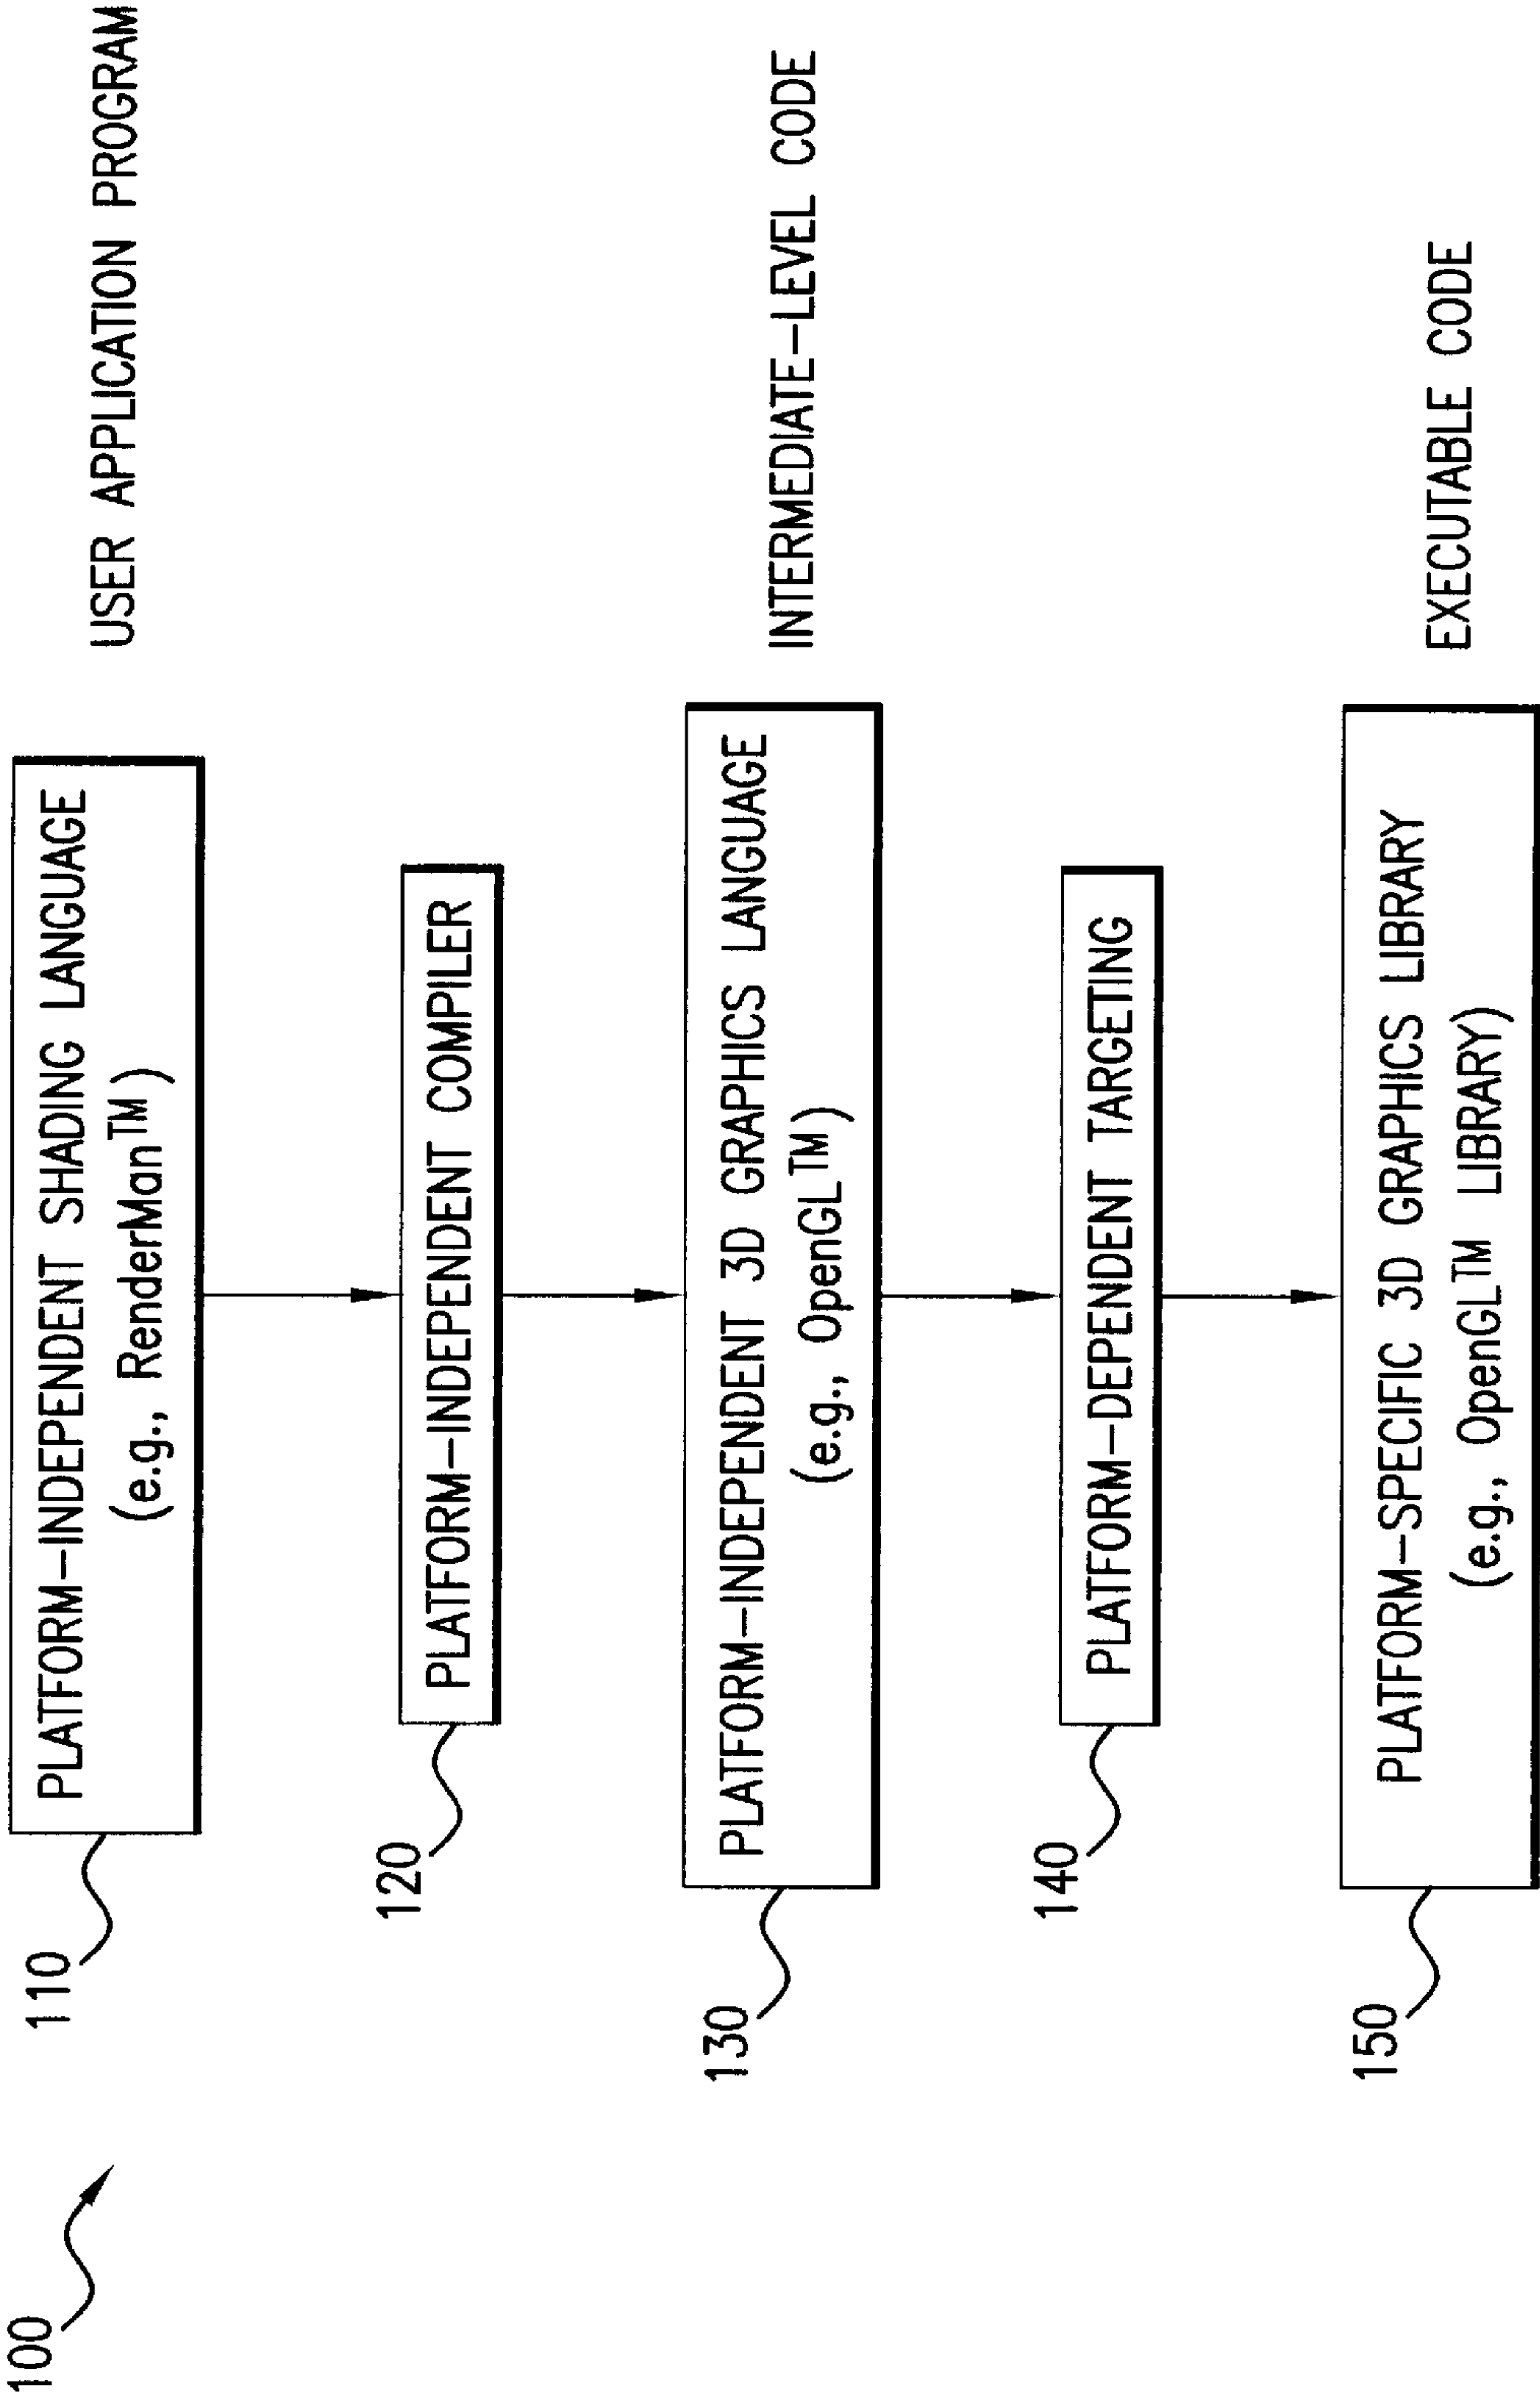 100
110
PLATFORM-INDEPENDENT SHADING LANGUAGE
(e.g., RenderMan™)
USER APPLICATION PROGRAM
120
PLATFORM-INDEPENDENT COMPILER
130
PLATFORM-INDEPENDENT 3D GRAPHICS LANGUAGE
(e.g., OpenGL™)
INTERMEDIATE-LEVEL CODE
140
PLATFORM-DEPENDENT TARGETING
150
PLATFORM-SPECIFIC 3D GRAPHICS LIBRARY
(e.g., OpenGL™ LIBRARY)
EXECUTABLE CODE